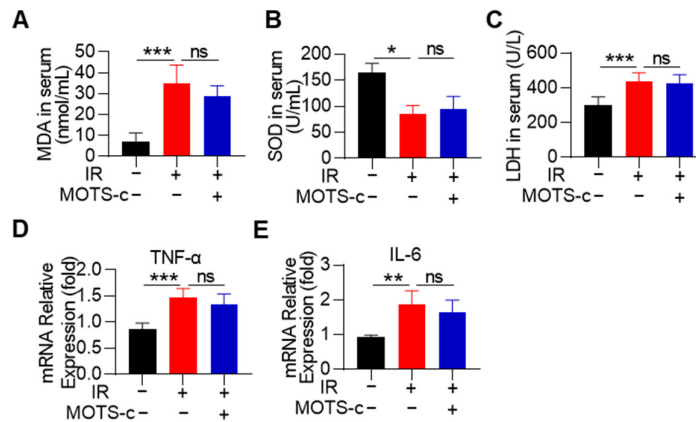 A
MDA in serum
(nmol/mL)
50
40
30
20
10
0
*** ns
IR − + +
MOTS-c − − +
B
SOD in serum
(U/mL)
200
150
100
50
0
* ns
IR − + +
MOTS-c − − +
C
LDH in serum (U/L)
600
400
200
0
*** ns
IR − + +
MOTS-c − − +
D
TNF-α
mRNA Relative
Expression (fold)
2.0
1.5
1.0
0.5
0.0
*** ns
IR − + +
MOTS-c − − +
E
IL-6
mRNA Relative
Expression (fold)
3
2
1
0
** ns
IR − + +
MOTS-c − − +